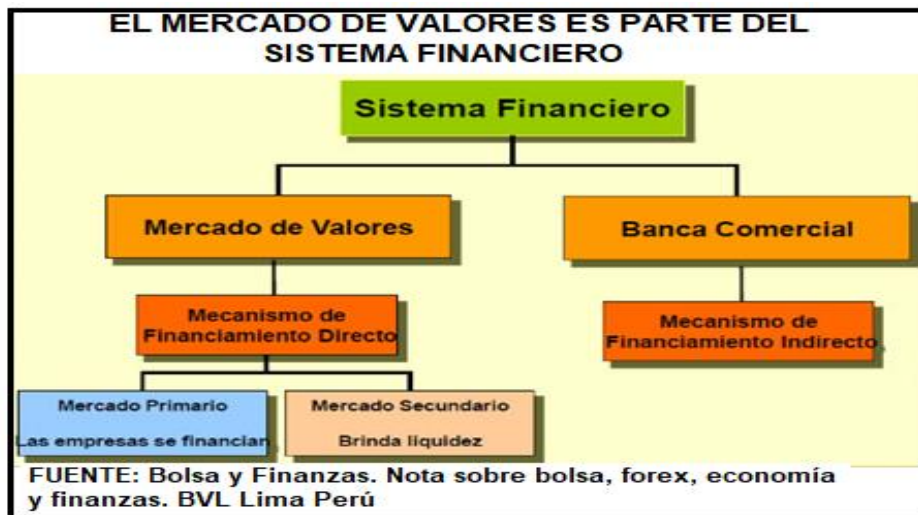 EL MERCADO DE VALORES ES PARTE DEL
SISTEMA FINANCIERO
Sistema Financiero
Mercado de Valores
Banca Comercial
Mecanismo de
Financiamiento Directo
Mecanismo de
Financiamiento Indirecto
Mercado Primario
Las empresas se financian
Mercado Secundario
Brinda liquidez
FUENTE: Bolsa y Finanzas. Nota sobre bolsa, forex, economía
y finanzas. BVL Lima Perú